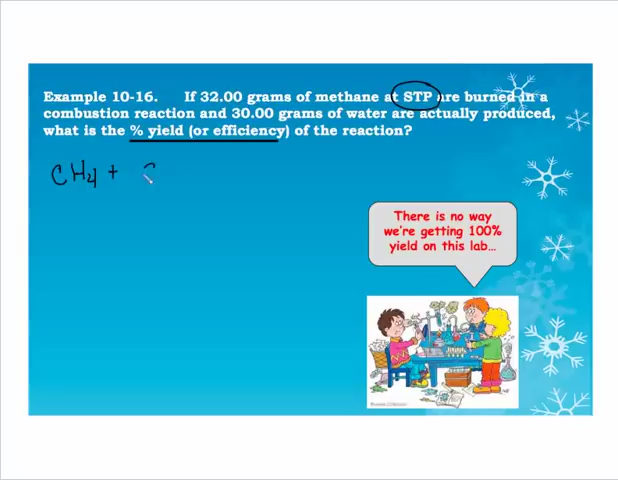 Example 10-16. If 32.00 grams of methane at STP are burned in a
combustion reaction and 30.00 grams of water are actually produced,
what is the % yield (or efficiency) of the reaction?
CH4 +
There is no way
we're getting 100%
yield on this lab...